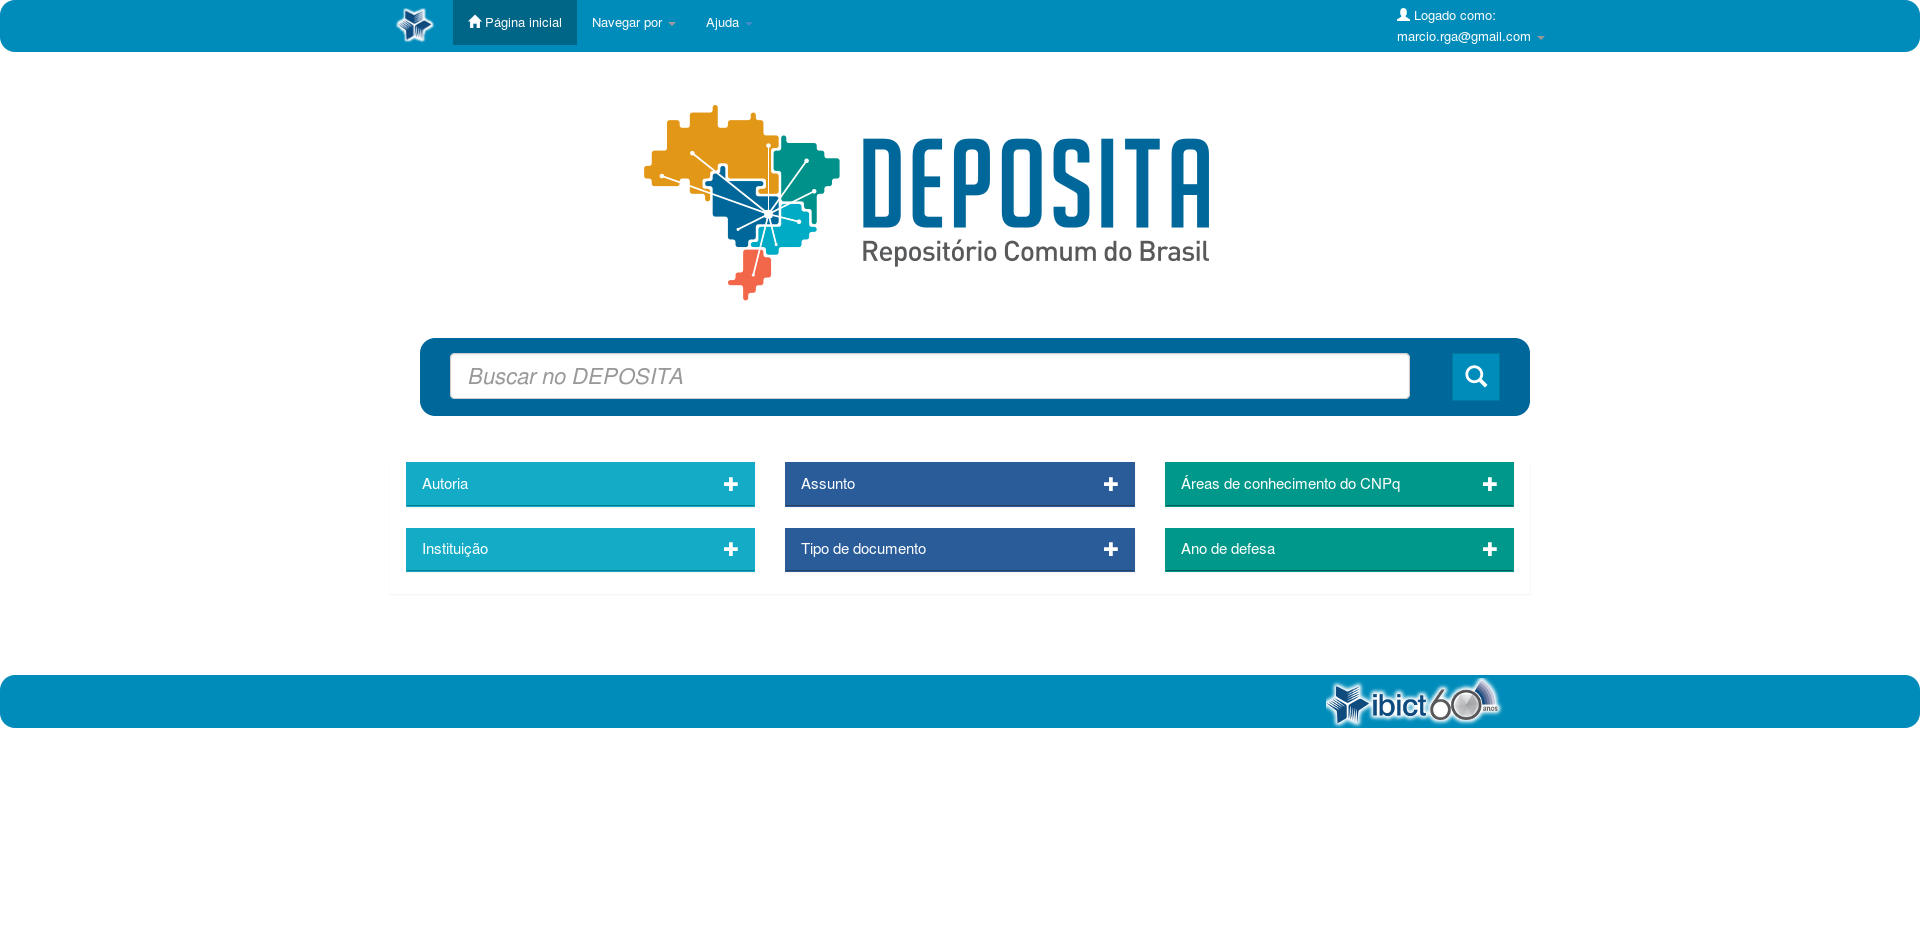 Página inicial
Navegar por
Ajuda
Logado como:
marcio.rga@gmail.com
DEPOSITA
Repositório Comum do Brasil
Buscar no DEPOSITA
Autoria
Assunto
Áreas de conhecimento do CNPq
Instituição
Tipo de documento
Ano de defesa
ibict 60 anos